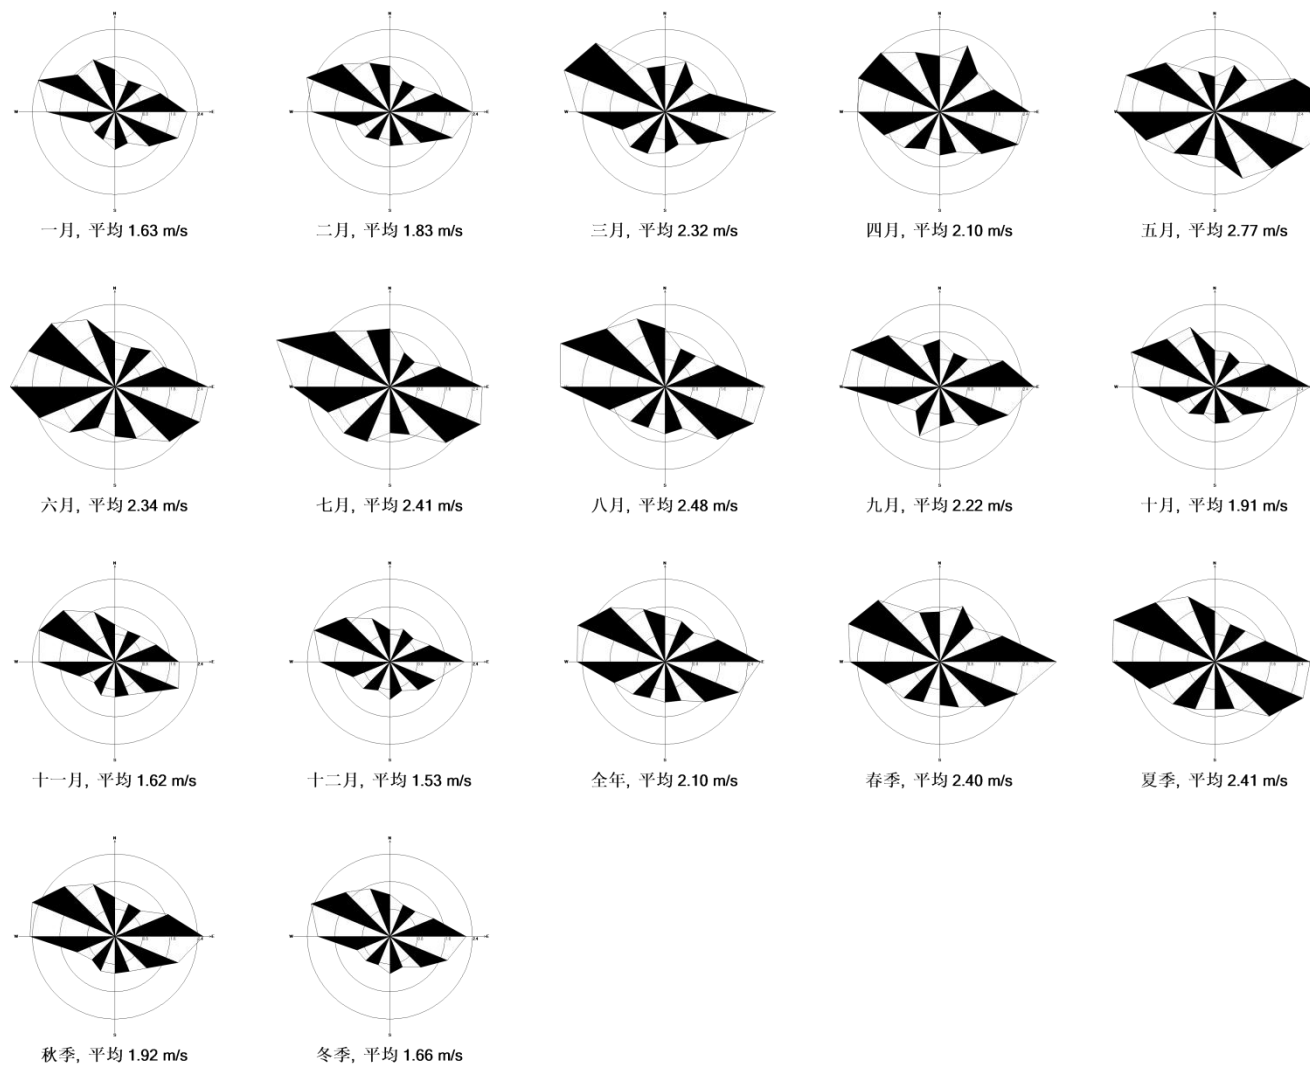 一月, 平均 1.63 m/s
二月, 平均 1.83 m/s
三月, 平均 2.32 m/s
四月, 平均 2.10 m/s
五月, 平均 2.77 m/s
六月, 平均 2.34 m/s
七月, 平均 2.41 m/s
八月, 平均 2.48 m/s
九月, 平均 2.22 m/s
十月, 平均 1.91 m/s
十一月, 平均 1.62 m/s
十二月, 平均 1.53 m/s
全年, 平均 2.10 m/s
春季, 平均 2.40 m/s
夏季, 平均 2.41 m/s
秋季, 平均 1.92 m/s
冬季, 平均 1.66 m/s